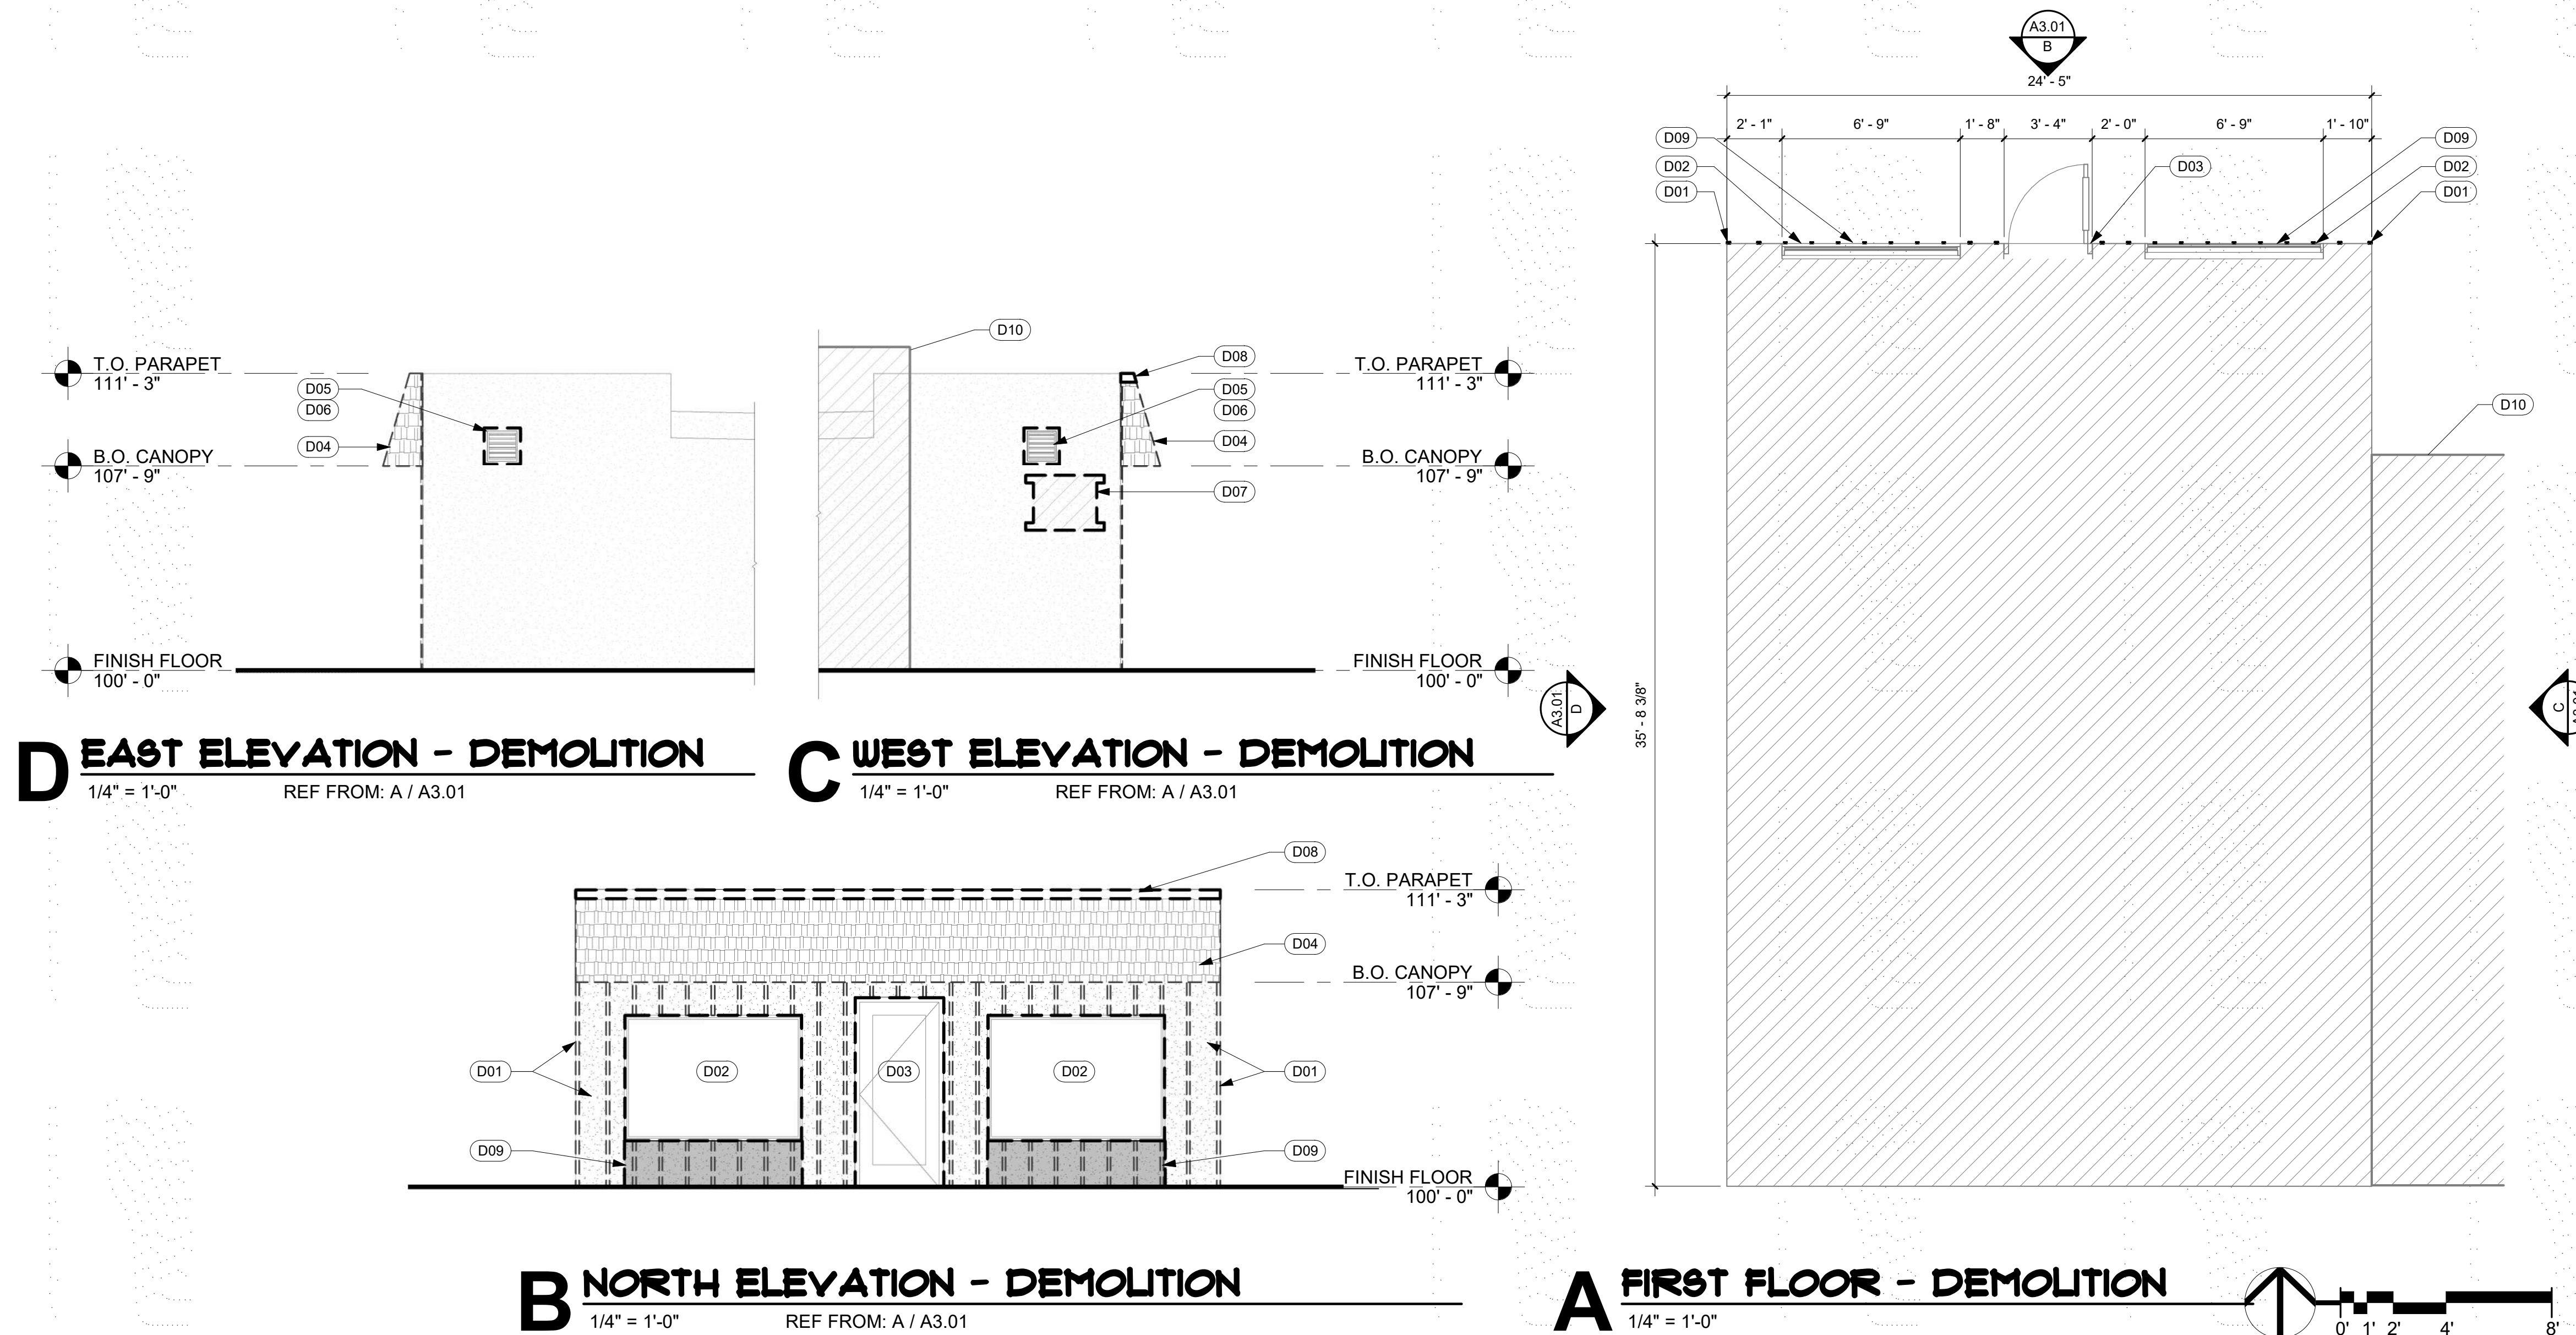 A3.01
B
24' - 5"
2' - 1"
6' - 9"
1' - 8"
3' - 4"
2' - 0"
6' - 9"
1' - 10"
D09
D02
D01
D03
D09
D02
D01
D10
35' - 8 3/8"
A3.01
D
C
A FIRST FLOOR - DEMOLITION
1/4" = 1'-0"
0' 1' 2' 4' 8'
T.O. PARAPET
111' - 3"
B.O. CANOPY
107' - 9"
FINISH FLOOR
100' - 0"
D05
D06
D04
D EAST ELEVATION - DEMOLITION
1/4" = 1'-0" REF FROM: A / A3.01
D10
D08
D05
D06
D04
D07
T.O. PARAPET
111' - 3"
B.O. CANOPY
107' - 9"
FINISH FLOOR
100' - 0"
C WEST ELEVATION - DEMOLITION
1/4" = 1'-0" REF FROM: A / A3.01
D08
T.O. PARAPET
111' - 3"
D04
B.O. CANOPY
107' - 9"
D01
D02
D03
D02
D01
D09
D09
FINISH FLOOR
100' - 0"
B NORTH ELEVATION - DEMOLITION
1/4" = 1'-0" REF FROM: A / A3.01